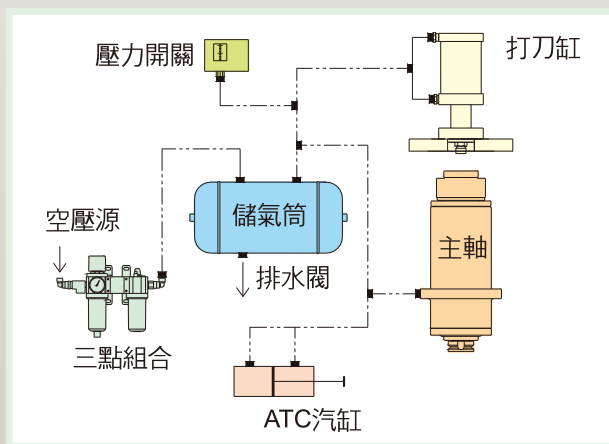 壓力開關
打刀缸
儲氣筒
空壓源
主軸
排水閥
三點組合
ATC汽缸